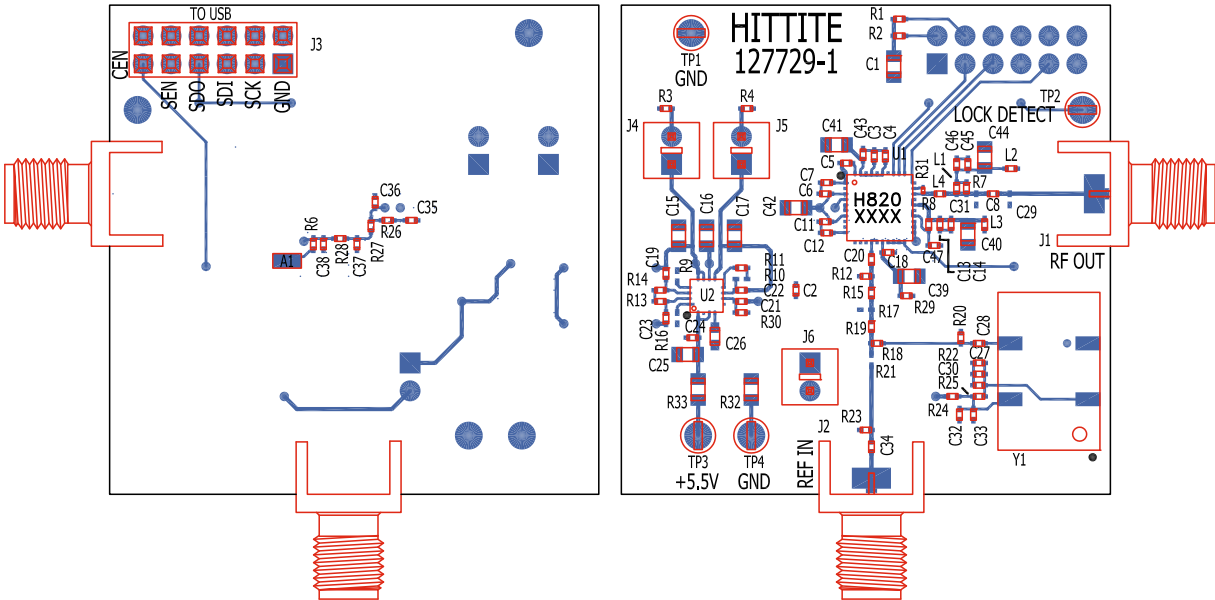 TO USB
J3
CEN
SEN
SDO
SDI
SCK
GND
C36
C35
R26
R27
R6
C38
R28
C37
A1
HITTITE
127729-1
R1
R2
C1
TP1
GND
TP2
LOCK DETECT
R3
R4
J4
J5
C41
C43
C3
C4
U1
C5
C7
C6
C42
C11
C12
H820
XXXX
R31
L1
C46
C45
C44
L2
L4
R7
R8
C31
C8
C29
L3
C40
C47
C13
C14
J1
RF OUT
C15
C16
C17
C19
R9
R11
R10
R14
R13
U2
C22
C21
R30
C23
R16
C24
C25
C26
C2
C20
C18
R12
R15
C39
R29
R17
R19
R18
R21
R20
C28
R22
C27
C30
R25
R24
C32
C33
Y1
J6
R33
R32
TP3
+5.5V
TP4
GND
REF IN
J2
R23
C34